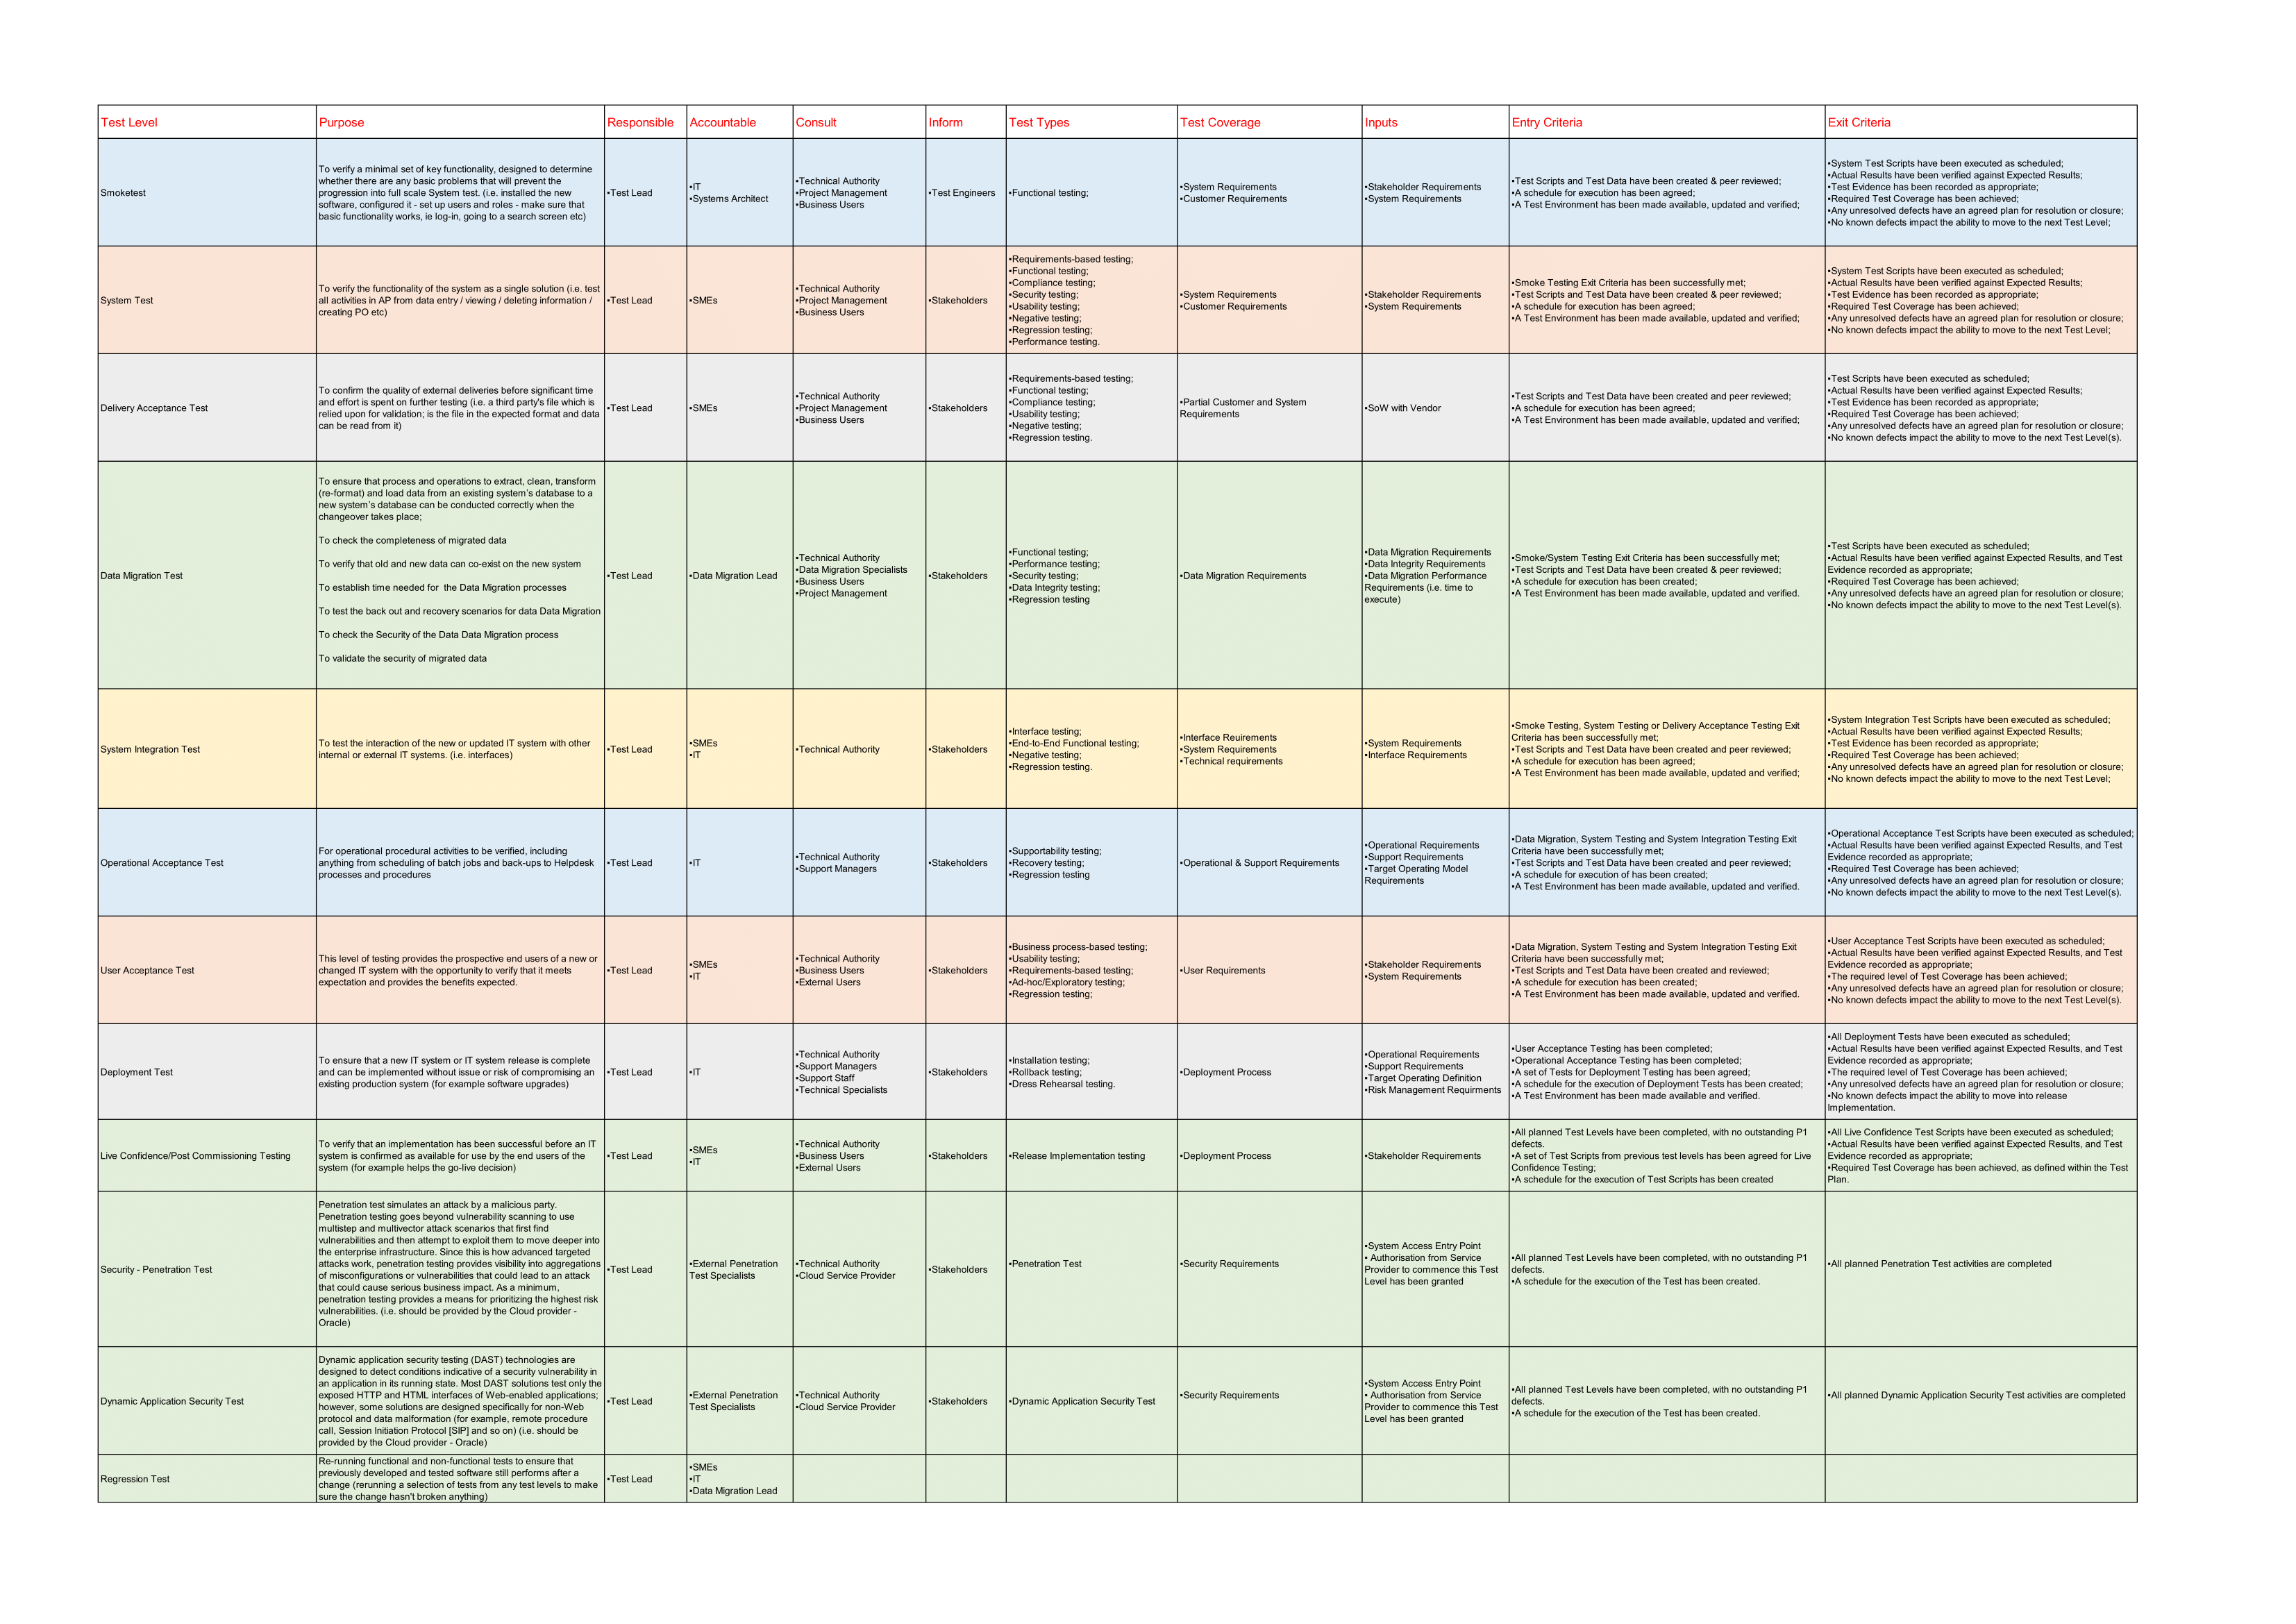 Test Level
Purpose
Responsible
Accountable
Consult
Inform
Test Types
Test Coverage
Inputs
Entry Criteria
Exit Criteria
Smoketest
To verify a minimal set of key functionality, designed to determine
whether there are any basic problems that will prevent the
progression into full scale System test. (i.e. installed the new
software, configured it - set up users and roles - make sure that
basic functionality works, ie log-in, going to a search screen etc)
•Test Lead
•IT
•Systems Architect
•Technical Authority
•Project Management
•Business Users
•Test Engineers
•Functional testing;
•System Requirements
•Customer Requirements
•Stakeholder Requirements
•System Requirements
•Test Scripts and Test Data have been created & peer reviewed;
•A schedule for execution has been agreed;
•A Test Environment has been made available, updated and verified;
•System Test Scripts have been executed as scheduled;
•Actual Results have been verified against Expected Results;
•Test Evidence has been recorded as appropriate;
•Required Test Coverage has been achieved;
•Any unresolved defects have an agreed plan for resolution or closure;
•No known defects impact the ability to move to the next Test Level;
System Test
To verify the functionality of the system as a single solution (i.e. test
all activities in AP from data entry / viewing / deleting information /
creating PO etc)
•Test Lead
•SMEs
•Technical Authority
•Project Management
•Business Users
•Stakeholders
•Requirements-based testing;
•Functional testing;
•Compliance testing;
•Security testing;
•Usability testing;
•Negative testing;
•Regression testing;
•Performance testing.
•System Requirements
•Customer Requirements
•Stakeholder Requirements
•System Requirements
•Smoke Testing Exit Criteria has been successfully met;
•Test Scripts and Test Data have been created & peer reviewed;
•A schedule for execution has been agreed;
•A Test Environment has been made available, updated and verified;
•System Test Scripts have been executed as scheduled;
•Actual Results have been verified against Expected Results;
•Test Evidence has been recorded as appropriate;
•Required Test Coverage has been achieved;
•Any unresolved defects have an agreed plan for resolution or closure;
•No known defects impact the ability to move to the next Test Level;
Delivery Acceptance Test
To confirm the quality of external deliveries before significant time
and effort is spent on further testing (i.e. a third party's file which is
relied upon for validation; is the file in the expected format and data
can be read from it)
•Test Lead
•SMEs
•Technical Authority
•Project Management
•Business Users
•Stakeholders
•Requirements-based testing;
•Functional testing;
•Compliance testing;
•Usability testing;
•Negative testing;
•Regression testing.
•Partial Customer and System
Requirements
•SoW with Vendor
•Test Scripts and Test Data have been created and peer reviewed;
•A schedule for execution has been agreed;
•A Test Environment has been made available, updated and verified;
•Test Scripts have been executed as scheduled;
•Actual Results have been verified against Expected Results;
•Test Evidence has been recorded as appropriate;
•Required Test Coverage has been achieved;
•Any unresolved defects have an agreed plan for resolution or closure;
•No known defects impact the ability to move to the next Test Level(s).
Data Migration Test
To ensure that process and operations to extract, clean, transform
(re-format) and load data from an existing system's database to a
new system's database can be conducted correctly when the
changeover takes place;
To check the completeness of migrated data
To verify that old and new data can co-exist on the new system
To establish time needed for  the Data Migration processes
To test the back out and recovery scenarios for data Data Migration
To check the Security of the Data Data Migration process
To validate the security of migrated data
•Test Lead
•Data Migration Lead
•Technical Authority
•Data Migration Specialists
•Business Users
•Project Management
•Stakeholders
•Functional testing;
•Performance testing;
•Security testing;
•Data Integrity testing;
•Regression testing
•Data Migration Requirements
•Data Migration Requirements
•Data Integrity Requirements
•Data Migration Performance
Requirements (i.e. time to
execute)
•Smoke/System Testing Exit Criteria has been successfully met;
•Test Scripts and Test Data have been created & peer reviewed;
•A schedule for execution has been created;
•A Test Environment has been made available, updated and verified.
•Test Scripts have been executed as scheduled;
•Actual Results have been verified against Expected Results, and Test
Evidence recorded as appropriate;
•Required Test Coverage has been achieved;
•Any unresolved defects have an agreed plan for resolution or closure;
•No known defects impact the ability to move to the next Test Level(s).
System Integration Test
To test the interaction of the new or updated IT system with other
internal or external IT systems. (i.e. interfaces)
•Test Lead
•SMEs
•IT
•Technical Authority
•Stakeholders
•Interface testing;
•End-to-End Functional testing;
•Negative testing;
•Regression testing.
•Interface Reuirements
•System Requirements
•Technical requirements
•System Requirements
•Interface Requirements
•Smoke Testing, System Testing or Delivery Acceptance Testing Exit
Criteria has been successfully met;
•Test Scripts and Test Data have been created and peer reviewed;
•A schedule for execution has been agreed;
•A Test Environment has been made available, updated and verified;
•System Integration Test Scripts have been executed as scheduled;
•Actual Results have been verified against Expected Results;
•Test Evidence has been recorded as appropriate;
•Required Test Coverage has been achieved;
•Any unresolved defects have an agreed plan for resolution or closure;
•No known defects impact the ability to move to the next Test Level;
Operational Acceptance Test
For operational procedural activities to be verified, including
anything from scheduling of batch jobs and back-ups to Helpdesk
processes and procedures
•Test Lead
•IT
•Technical Authority
•Support Managers
•Stakeholders
•Supportability testing;
•Recovery testing;
•Regression testing
•Operational & Support Requirements
•Operational Requirements
•Support Requirements
•Target Operating Model
Requirements
•Data Migration, System Testing and System Integration Testing Exit
Criteria have been successfully met;
•Test Scripts and Test Data have been created and peer reviewed;
•A schedule for execution of has been created;
•A Test Environment has been made available, updated and verified.
•Operational Acceptance Test Scripts have been executed as scheduled;
•Actual Results have been verified against Expected Results, and Test
Evidence recorded as appropriate;
•Required Test Coverage has been achieved;
•Any unresolved defects have an agreed plan for resolution or closure;
•No known defects impact the ability to move to the next Test Level(s).
User Acceptance Test
This level of testing provides the prospective end users of a new or
changed IT system with the opportunity to verify that it meets
expectation and provides the benefits expected.
•Test Lead
•SMEs
•IT
•Technical Authority
•Business Users
•External Users
•Stakeholders
•Business process-based testing;
•Usability testing;
•Requirements-based testing;
•Ad-hoc/Exploratory testing;
•Regression testing;
•User Requirements
•Stakeholder Requirements
•System Requirements
•Data Migration, System Testing and System Integration Testing Exit
Criteria have been successfully met;
•Test Scripts and Test Data have been created and reviewed;
•A schedule for execution has been created;
•A Test Environment has been made available, updated and verified.
•User Acceptance Test Scripts have been executed as scheduled;
•Actual Results have been verified against Expected Results, and Test
Evidence recorded as appropriate;
•The required level of Test Coverage has been achieved;
•Any unresolved defects have an agreed plan for resolution or closure;
•No known defects impact the ability to move to the next Test Level(s).
Deployment Test
To ensure that a new IT system or IT system release is complete
and can be implemented without issue or risk of compromising an
existing production system (for example software upgrades)
•Test Lead
•IT
•Technical Authority
•Support Managers
•Support Staff
•Technical Specialists
•Stakeholders
•Installation testing;
•Rollback testing;
•Dress Rehearsal testing.
•Deployment Process
•Operational Requirements
•Support Requirements
•Target Operating Definition
•Risk Management Requirments
•User Acceptance Testing has been completed;
•Operational Acceptance Testing has been completed;
•A set of Tests for Deployment Testing has been agreed;
•A schedule for the execution of Deployment Tests has been created;
•A Test Environment has been made available and verified.
•All Deployment Tests have been executed as scheduled;
•Actual Results have been verified against Expected Results, and Test
Evidence recorded as appropriate;
•The required level of Test Coverage has been achieved;
•Any unresolved defects have an agreed plan for resolution or closure;
•No known defects impact the ability to move into release
Implementation.
Live Confidence/Post Commissioning Testing
To verify that an implementation has been successful before an IT
system is confirmed as available for use by the end users of the
system (for example helps the go-live decision)
•Test Lead
•SMEs
•IT
•Technical Authority
•Business Users
•External Users
•Stakeholders
•Release Implementation testing
•Deployment Process
•Stakeholder Requirements
•All planned Test Levels have been completed, with no outstanding P1
defects.
•A set of Test Scripts from previous test levels has been agreed for Live
Confidence Testing;
•A schedule for the execution of Test Scripts has been created
•All Live Confidence Test Scripts have been executed as scheduled;
•Actual Results have been verified against Expected Results, and Test
Evidence recorded as appropriate;
•Required Test Coverage has been achieved, as defined within the Test
Plan.
Security - Penetration Test
Penetration test simulates an attack by a malicious party.
Penetration testing goes beyond vulnerability scanning to use
multistep and multivector attack scenarios that first find
vulnerabilities and then attempt to exploit them to move deeper into
the enterprise infrastructure. Since this is how advanced targeted
attacks work, penetration testing provides visibility into aggregations
of misconfigurations or vulnerabilities that could lead to an attack
that could cause serious business impact. As a minimum,
penetration testing provides a means for prioritizing the highest risk
vulnerabilities. (i.e. should be provided by the Cloud provider -
Oracle)
•Test Lead
•External Penetration
Test Specialists
•Technical Authority
•Cloud Service Provider
•Stakeholders
•Penetration Test
•Security Requirements
•System Access Entry Point
• Authorisation from Service
Provider to commence this Test
Level has been granted
•All planned Test Levels have been completed, with no outstanding P1
defects.
•A schedule for the execution of the Test has been created.
•All planned Penetration Test activities are completed
Dynamic Application Security Test
Dynamic application security testing (DAST) technologies are
designed to detect conditions indicative of a security vulnerability in
an application in its running state. Most DAST solutions test only the
exposed HTTP and HTML interfaces of Web-enabled applications;
however, some solutions are designed specifically for non-Web
protocol and data malformation (for example, remote procedure
call, Session Initiation Protocol [SIP] and so on) (i.e. should be
provided by the Cloud provider - Oracle)
•Test Lead
•External Penetration
Test Specialists
•Technical Authority
•Cloud Service Provider
•Stakeholders
•Dynamic Application Security Test
•Security Requirements
•System Access Entry Point
• Authorisation from Service
Provider to commence this Test
Level has been granted
•All planned Test Levels have been completed, with no outstanding P1
defects.
•A schedule for the execution of the Test has been created.
•All planned Dynamic Application Security Test activities are completed
Regression Test
Re-running functional and non-functional tests to ensure that
previously developed and tested software still performs after a
change (rerunning a selection of tests from any test levels to make
sure the change hasn't broken anything)
•Test Lead
•SMEs
•IT
•Data Migration Lead